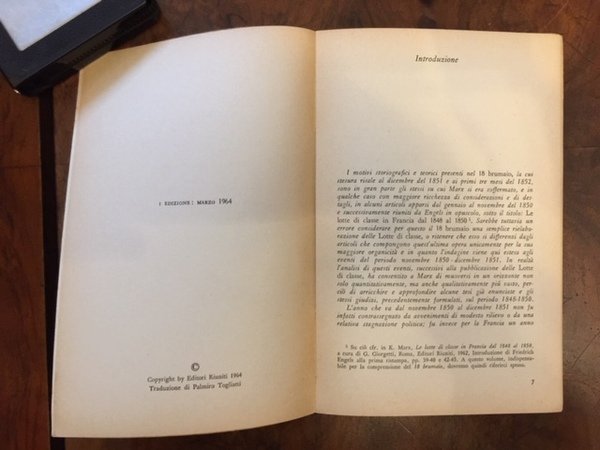 I EDIZIONE: MARZO 1964
©
Copyright by Editori Riuniti 1964
Traduzione di Palmiro Togliatti
Introduzione
I motivi storiografici e teorici presenti nel 18 brumaio, la cui
stesura risale al dicembre del 1851 e ai primi tre mesi del 1852,
sono in gran parte gli stessi su cui Marx si era soffermato, e in
qualche caso con maggiore ricchezza di considerazioni e di det-
tagli, in alcuni articoli apparsi dal gennaio al novembre del 1850
e successivamente riuniti da Engels in opuscolo, sotto il titolo: Le
lotte di classe in Francia dal 1848 al 1850¹. Sarebbe tuttavia un
errore considerare per questo il 18 brumaio una semplice rielabo-
razione delle Lotte di classe, o ritenere che esso si differenzi dagli
articoli che compongono quest'ultima opera unicamente per la sua
maggiore organicità e in quanto l'indagine viene qui estesa agli
eventi del periodo novembre 1850-dicembre 1851. In realtà
l'analisi di questi eventi, successivi alla pubblicazione delle Lotte
di classe, ha consentito a Marx di muoversi in un orizzonte non
solo quantitativamente, ma anche qualitativamente più vasto, per-
ciò di arricchire e approfondire alcune tesi già enunciate e gli
stessi giudizi, precedentemente formulati, sul periodo 1848-1850.
L'anno che va dal novembre 1850 al dicembre 1851 non fu
infatti contrassegnato da avvenimenti di modesto rilievo o da una
relativa stagnazione politica; fu invece per la Francia un anno
¹ Su ciò cfr. in K. Marx, Le lotte di classe in Francia dal 1848 al 1850,
a cura di G. Giorgetti, Roma, Editori Riuniti, 1962, Introduzione di Friedrich
Engels alla prima ristampa, pp. 39-40 e 42-45. A questo volume, indispensa-
bile per la comprensione del 18 brumaio, dovremo quindi riferirci spesso.
7